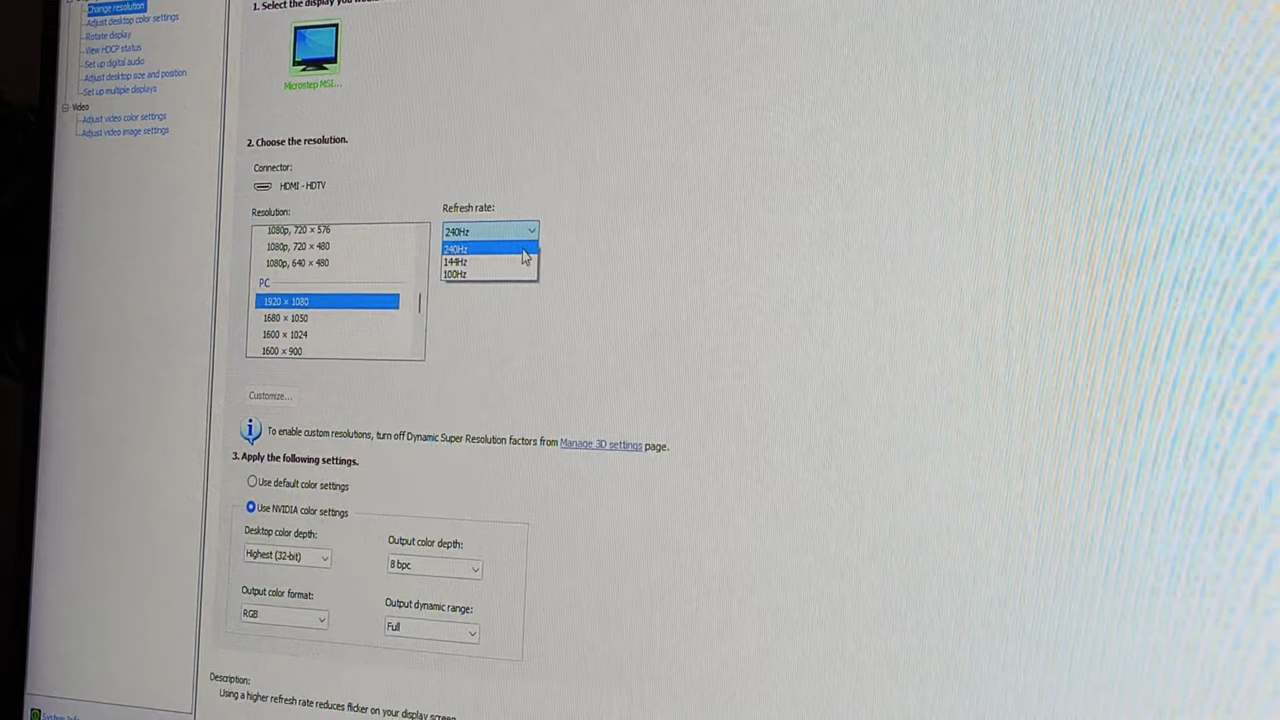 Change resolution
Adjust desktop color settings
Rotate display
View HDCP status
Set up digital audio
Adjust desktop size and position
Set up multiple displays
Video
Adjust video color settings
Adjust video image settings
1. Select the display you
Microstep MSI...
2. Choose the resolution.
Connector:
HDMI - HDTV
Resolution:
Refresh rate:
1080p, 720 × 576
1080p, 720 × 480
1080p, 640 × 480
PC
1920 × 1080
1680 × 1050
1600 × 1024
1600 × 900
240Hz
240Hz
144Hz
100Hz
Customize...
To enable custom resolutions, turn off Dynamic Super Resolution factors from Manage 3D settings page.
3. Apply the following settings.
Use default color settings
Use NVIDIA color settings
Desktop color depth:
Highest (32-bit)
Output color depth:
8 bpc
Output color format:
RGB
Output dynamic range:
Full
Description:
Using a higher refresh rate reduces flicker on your display screen.
System